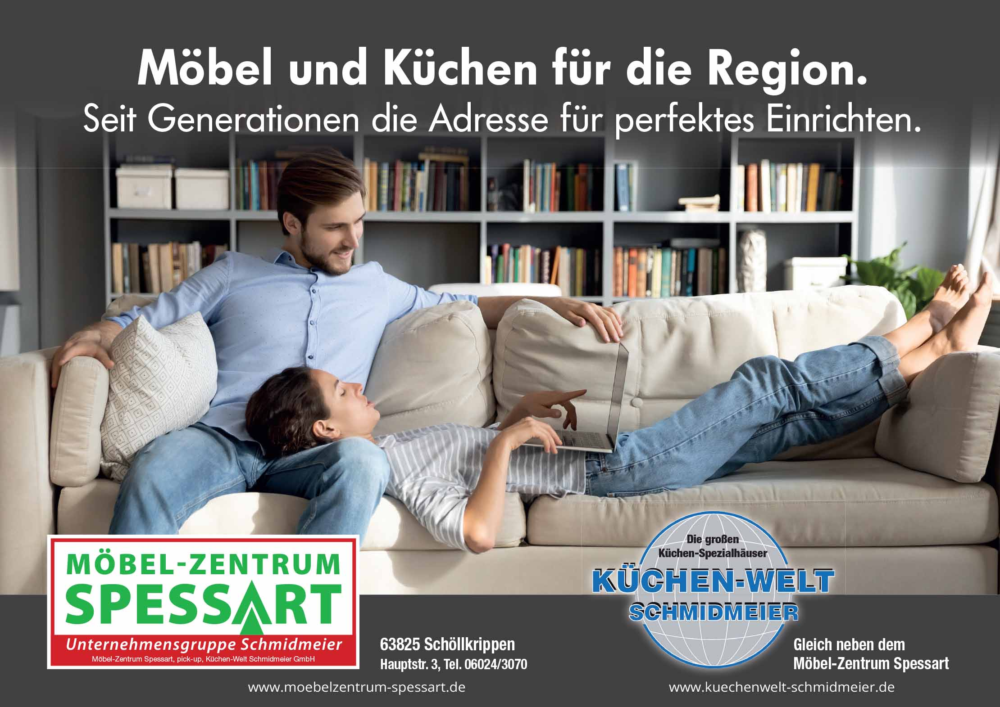 Möbel und Küchen für die Region.
Seit Generationen die Adresse für perfektes Einrichten.
MÖBEL-ZENTRUM
SPESSART
Unternehmensgruppe Schmidmeier
Möbel-Zentrum Spessart, pick-up, Küchen-Welt Schmidmeier GmbH
63825 Schöllkrippen
Hauptstr. 3, Tel. 06024/3070
www.moebelzentrum-spessart.de
Die großen
Küchen-Spezialhäuser
KÜCHEN-WELT
SCHMIDMEIER
Gleich neben dem
Möbel-Zentrum Spessart
www.kuechenwelt-schmidmeier.de